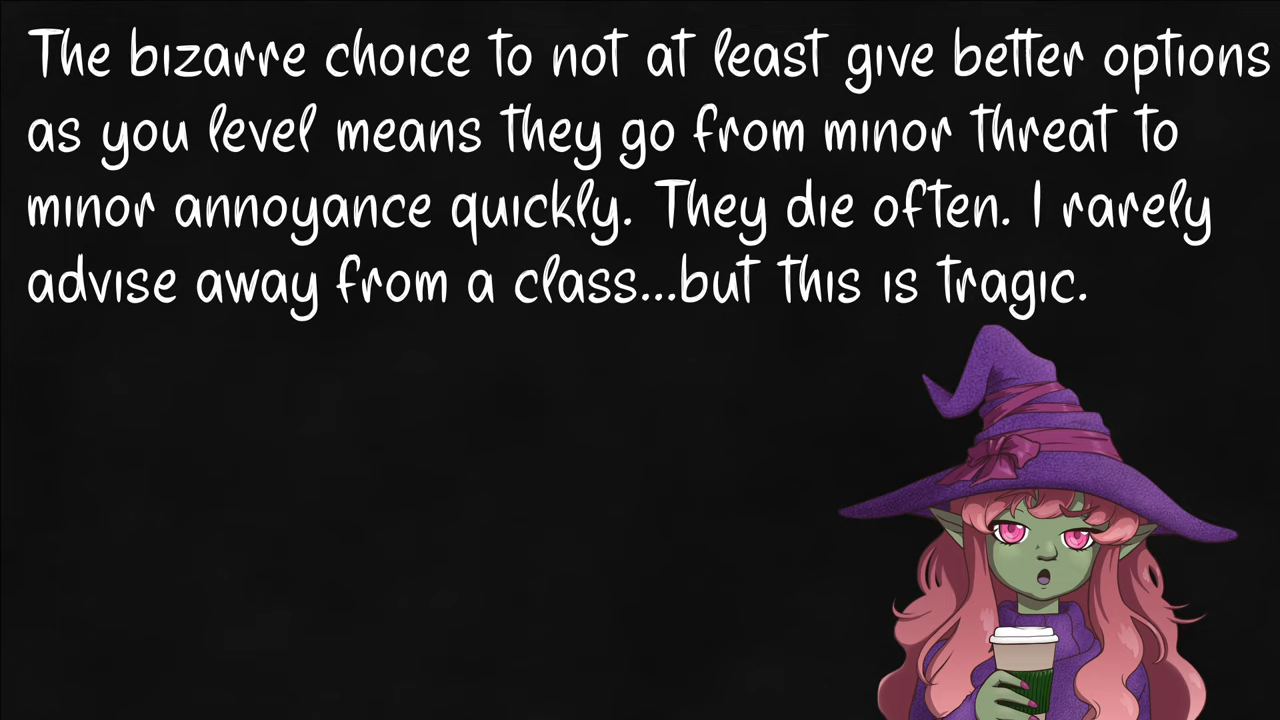 The bizarre choice to not at least give better options
as you level means they go from minor threat to
minor annoyance quickly. They die often. I rarely
advise away from a class...but this is tragic.